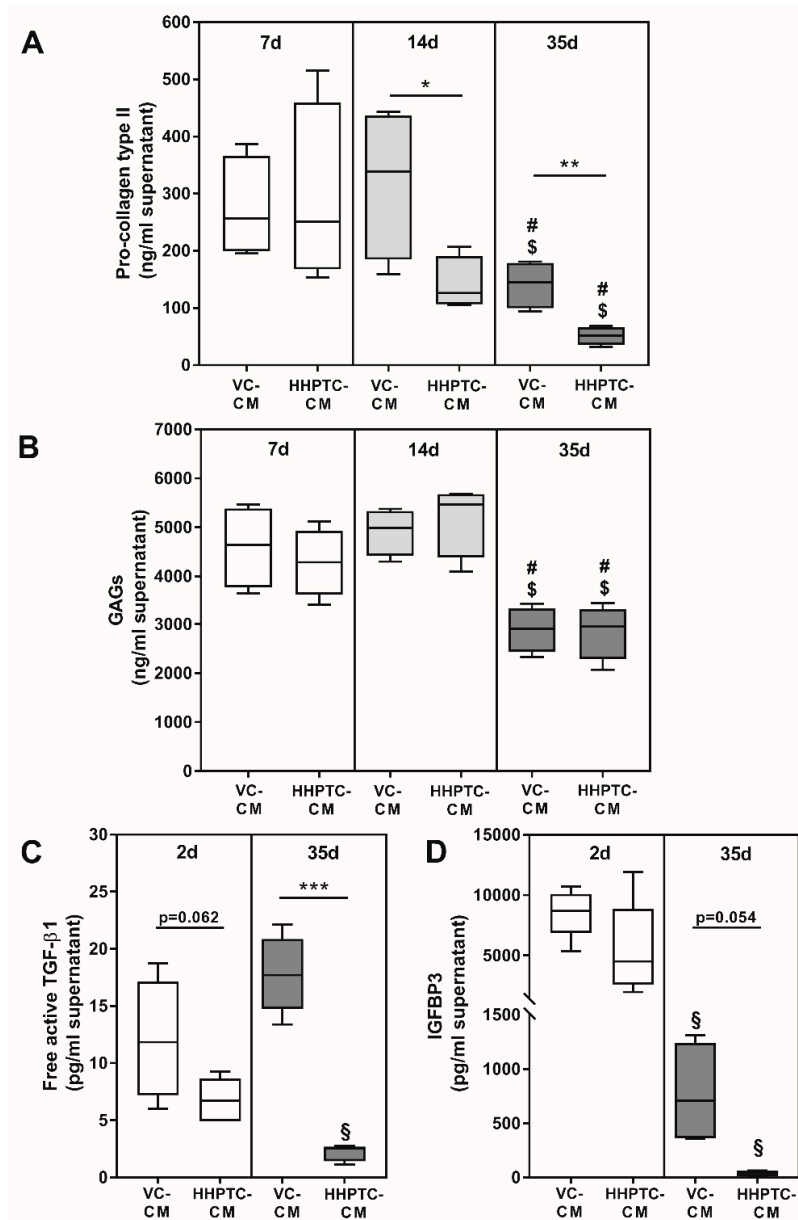 A
600
500
400
300
200
100
0
Pro-collagen type II
(ng/ml supernatant)
7d
14d
35d
*
**
#
$
#
$
VC-
CM
HHPTC-
CM
VC-
CM
HHPTC-
CM
VC-
CM
HHPTC-
CM
B
7000
6000
5000
4000
3000
2000
1000
0
GAGs
(ng/ml supernatant)
7d
14d
35d
#
$
#
$
VC-
CM
HHPTC-
CM
VC-
CM
HHPTC-
CM
VC-
CM
HHPTC-
CM
C
30
25
20
15
10
5
0
Free active TGF-β1
(pg/ml supernatant)
2d
35d
p=0.062
***
§
VC-
CM
HHPTC-
CM
VC-
CM
HHPTC-
CM
D
15000
10000
5000
1500
1000
500
0
IGFBP3
(pg/ml supernatant)
2d
35d
p=0.054
§
§
VC-
CM
HHPTC-
CM
VC-
CM
HHPTC-
CM